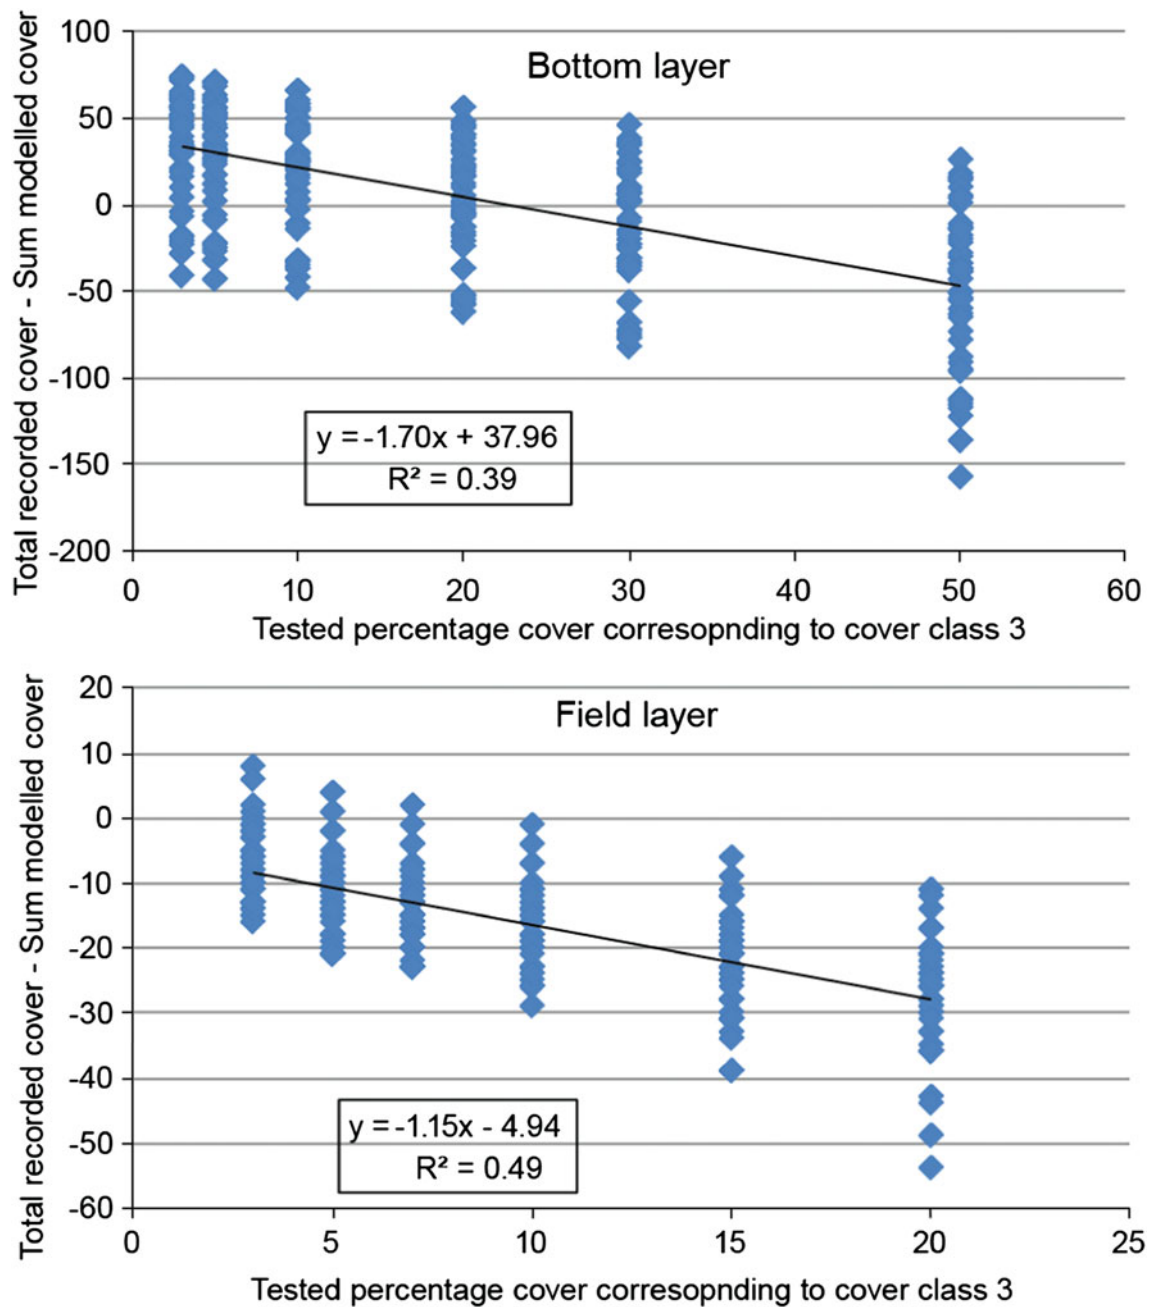 Bottom layer
Total recorded cover - Sum modelled cover
100
50
0
-50
-100
-150
-200
y =-1.70x + 37.96
R² = 0.39
0 10 20 30 40 50 60
Tested percentage cover corresopnding to cover class 3
Field layer
Total recorded cover - Sum modelled cover
20
10
0
-10
-20
-30
-40
-50
-60
y =-1.15x - 4.94
R² = 0.49
0 5 10 15 20 25
Tested percentage cover corresopnding to cover class 3